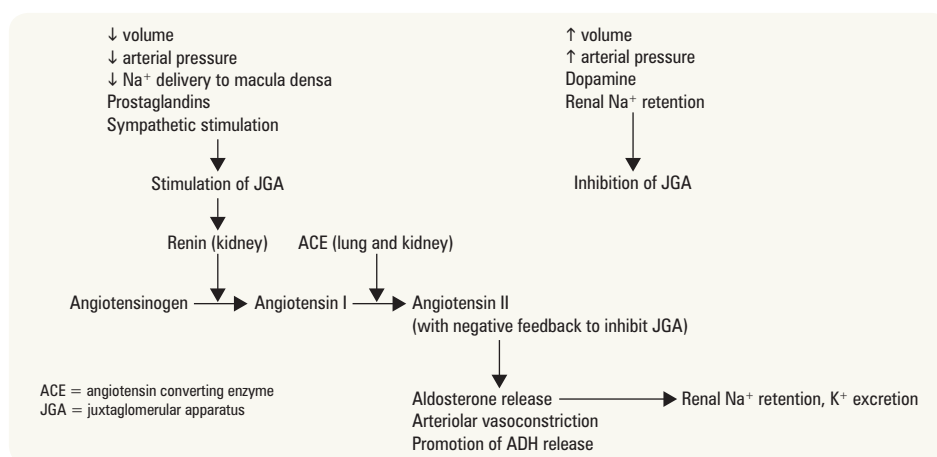 ↓ volume
↓ arterial pressure
↓ Na⁺ delivery to macula densa
Prostaglandins
Sympathetic stimulation
↑ volume
↑ arterial pressure
Dopamine
Renal Na⁺ retention
Stimulation of JGA
Inhibition of JGA
Renin (kidney)
ACE (lung and kidney)
Angiotensinogen
Angiotensin I
Angiotensin II
(with negative feedback to inhibit JGA)
ACE = angiotensin converting enzyme
JGA = juxtaglomerular apparatus
Aldosterone release
Arteriolar vasoconstriction
Promotion of ADH release
Renal Na⁺ retention, K⁺ excretion